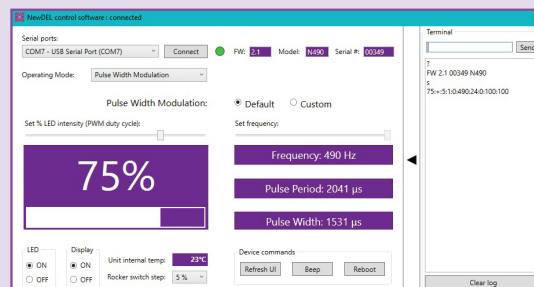 NewDEL control software: connected
Serial ports:
COM7 - USB Serial Port (COM7)
Connect
FW: 2.1 Model: N490 Serial #: 00349
Operating Mode: Pulse Width Modulation
Pulse Width Modulation:
Default
Custom
Set % LED intensity (PWM duty cycle):
Set frequency:
75%
Frequency: 490 Hz
Pulse Period: 2041 µs
Pulse Width: 1531 µs
LED
ON
OFF
Display
ON
OFF
Unit internal temp: 23°C
Rocker switch step: 5 %
Device commands
Refresh UI
Beep
Reboot
Terminal
Send
?
FW 2.1 00349 N490
s
75:+:5:1:0:490:24.0:100:100
Clear log